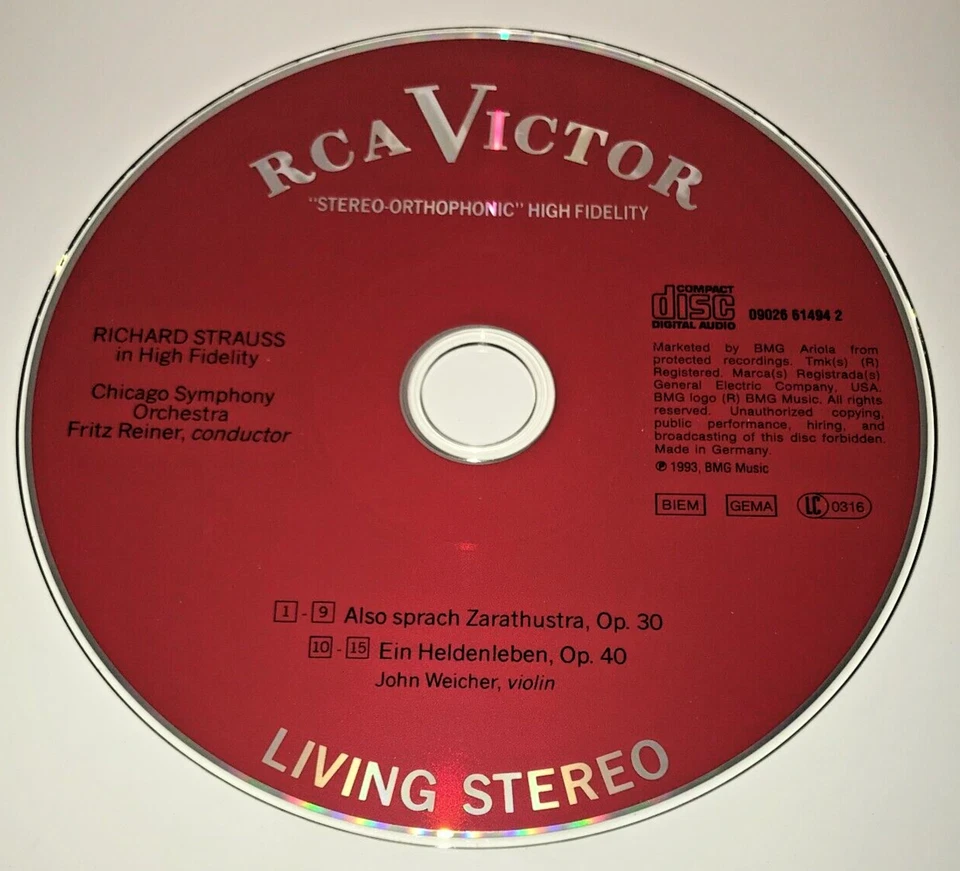 RCA VICTOR
"STEREO-ORTHOPHONIC" HIGH FIDELITY
RICHARD STRAUSS
in High Fidelity
Chicago Symphony
Orchestra
Fritz Reiner, conductor
COMPACT
disc
DIGITAL AUDIO
09026 61494 2
Marketed by BMG Ariola from
protected recordings. Tmk(s) (R)
Registered. Marca(s) Registrada(s)
General Electric Company, USA.
BMG logo (R) BMG Music. All rights
reserved. Unauthorized copying,
public performance, hiring, and
broadcasting of this disc forbidden.
Made in Germany.
℗ 1993, BMG Music
BIEM GEMA LC 0316
1 - 9 Also sprach Zarathustra, Op. 30
10 - 15 Ein Heldenleben, Op. 40
John Weicher, violin
LIVING STEREO